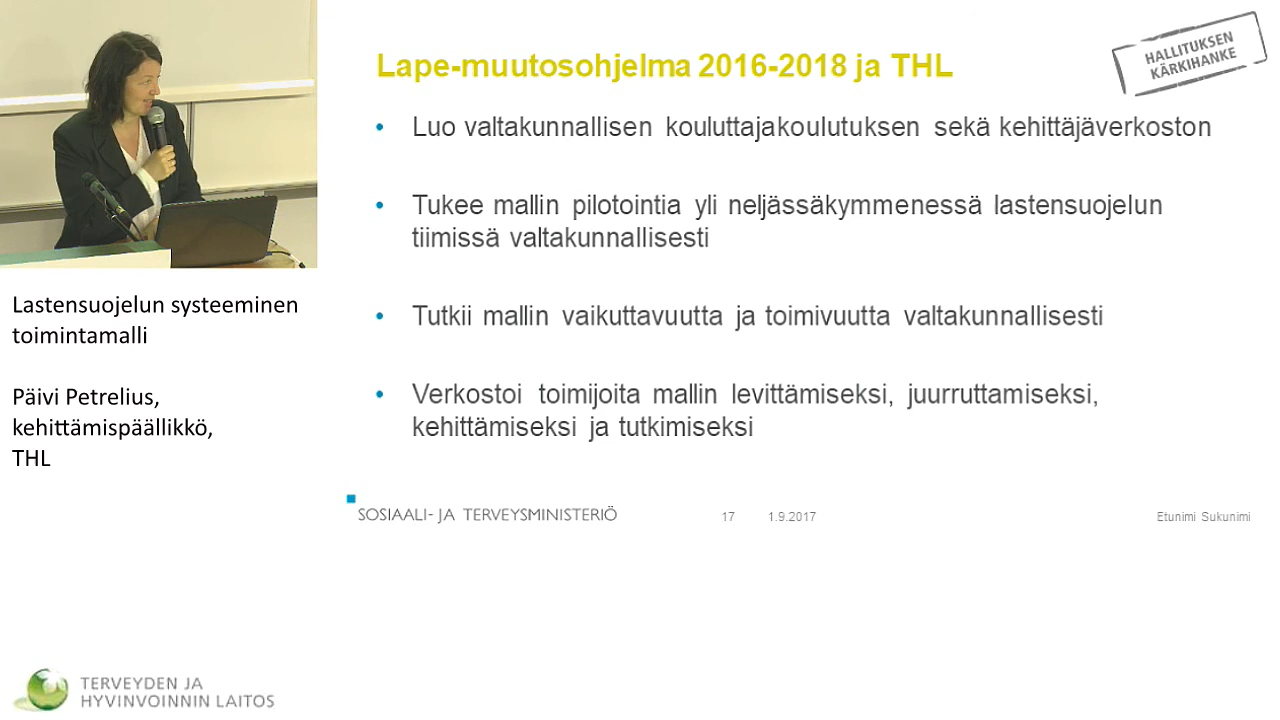 Lape-muutosohjelma 2016-2018 ja THL
HALLITUKSEN
KÄRKIHANKE
• Luo valtakunnallisen kouluttajakoulutuksen sekä kehittäjäverkoston
• Tukee mallin pilotointia yli neljässäkymmenessä lastensuojelun
tiimissä valtakunnallisesti
• Tutkii mallin vaikuttavuutta ja toimivuutta valtakunnallisesti
• Verkostoi toimijoita mallin levittämiseksi, juurruttamiseksi,
kehittämiseksi ja tutkimiseksi
SOSIAALI- JA TERVEYSMINISTERIÖ
17
1.9.2017
Etunimi Sukunimi
Lastensuojelun systeeminen
toimintamalli
Päivi Petrelius,
kehittämispäällikkö,
THL
TERVEYDEN JA
HYVINVOINNIN LAITOS